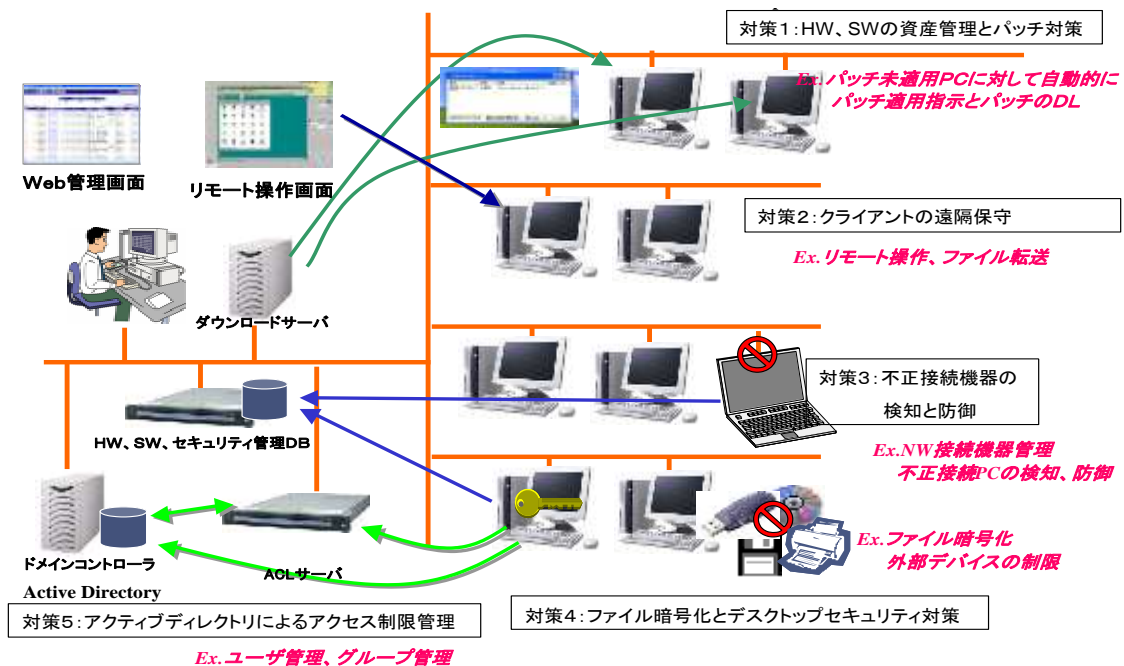 対策１：ＨＷ、ＳＷの資産管理とパッチ対策
Ex.パッチ未適用ＰＣに対して自動的に
パッチ適用指示とパッチのＤＬ
Web管理画面
リモート操作画面
対策２：クライアントの遠隔保守
Ex.リモート操作、ファイル転送
ダウンロードサーバ
対策３：不正接続機器の
検知と防御
HW、SW、セキュリティ管理DB
Ex.NW接続機器管理
不正接続PCの検知、防御
Ex.ファイル暗号化
外部デバイスの制限
ドメインコントローラ
ACLサーバ
Active Directory
対策５：アクティブディレクトリによるアクセス制限管理
対策４：ファイル暗号化とデスクトップセキュリティ対策
Ex.ユーザ管理、グループ管理